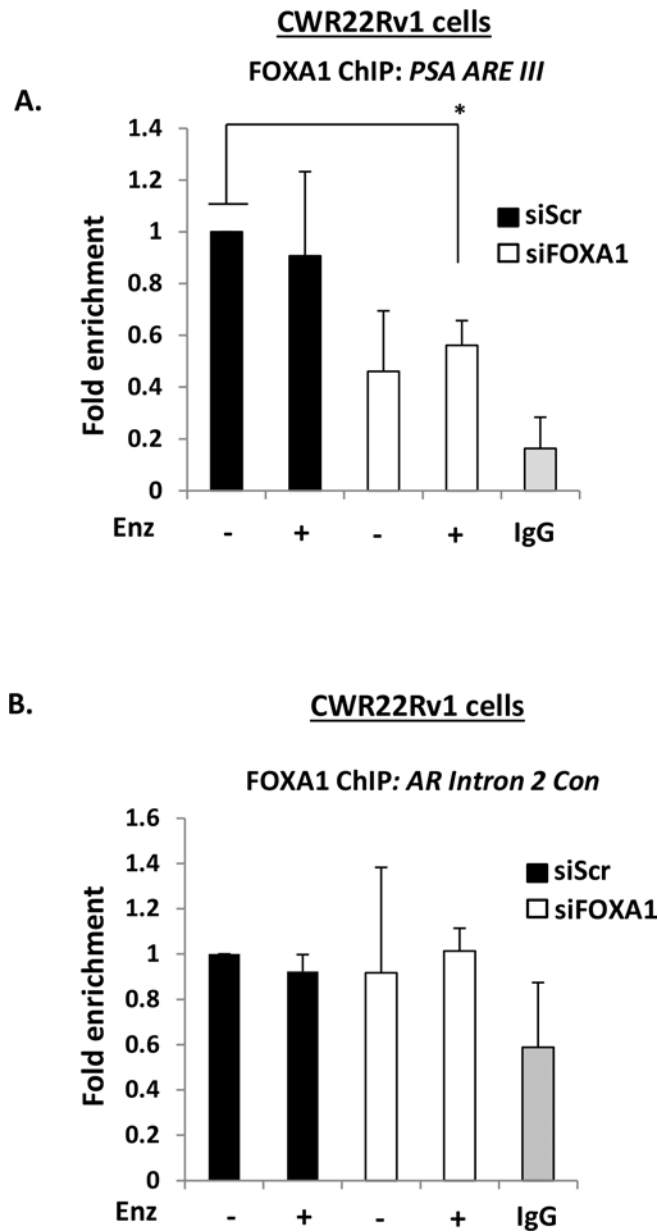 CWR22Rv1 cells
FOXA1 ChIP: PSA ARE III
A.
1.4
1.2
1
0.8
0.6
0.4
0.2
0
Fold enrichment
*
siScr
siFOXA1
Enz - + - + IgG
B.
CWR22Rv1 cells
FOXA1 ChIP: AR Intron 2 Con
1.6
1.4
1.2
1
0.8
0.6
0.4
0.2
0
Fold enrichment
siScr
siFOXA1
Enz - + - + IgG